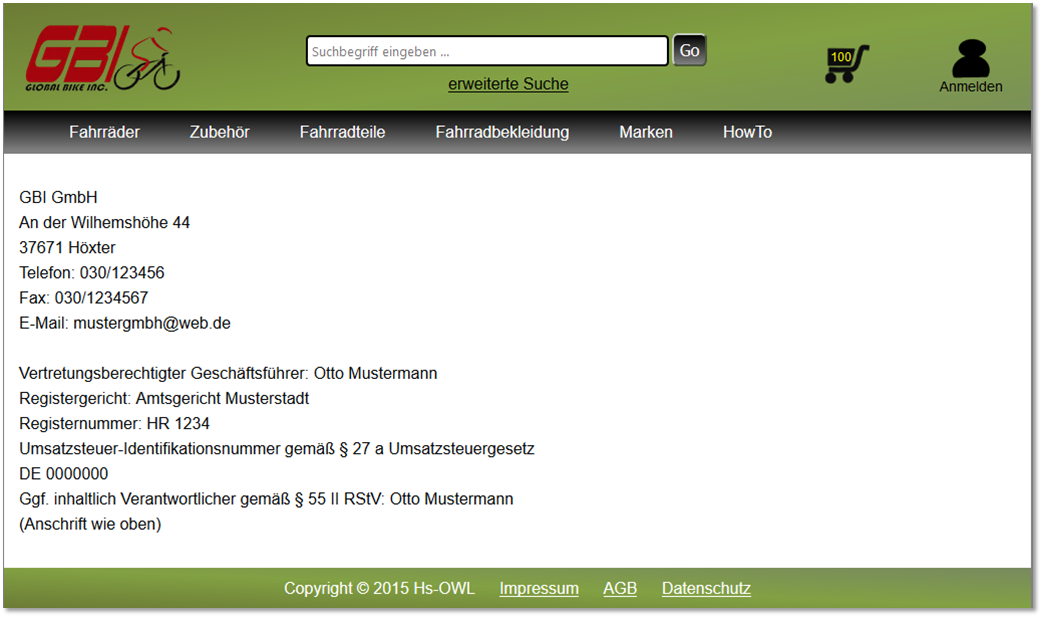 GBI
GLOBAL BIKE INC.
Suchbegriff eingeben ...
Go
erweiterte Suche
100
Anmelden
Fahrräder Zubehör Fahrradteile Fahrradbekleidung Marken HowTo
GBI GmbH
An der Wilhemshöhe 44
37671 Höxter
Telefon: 030/123456
Fax: 030/1234567
E-Mail: mustergmbh@web.de
Vertretungsberechtigter Geschäftsführer: Otto Mustermann
Registergericht: Amtsgericht Musterstadt
Registernummer: HR 1234
Umsatzsteuer-Identifikationsnummer gemäß § 27 a Umsatzsteuergesetz
DE 0000000
Ggf. inhaltlich Verantwortlicher gemäß § 55 II RStV: Otto Mustermann
(Anschrift wie oben)
Copyright © 2015 Hs-OWL Impressum AGB Datenschutz